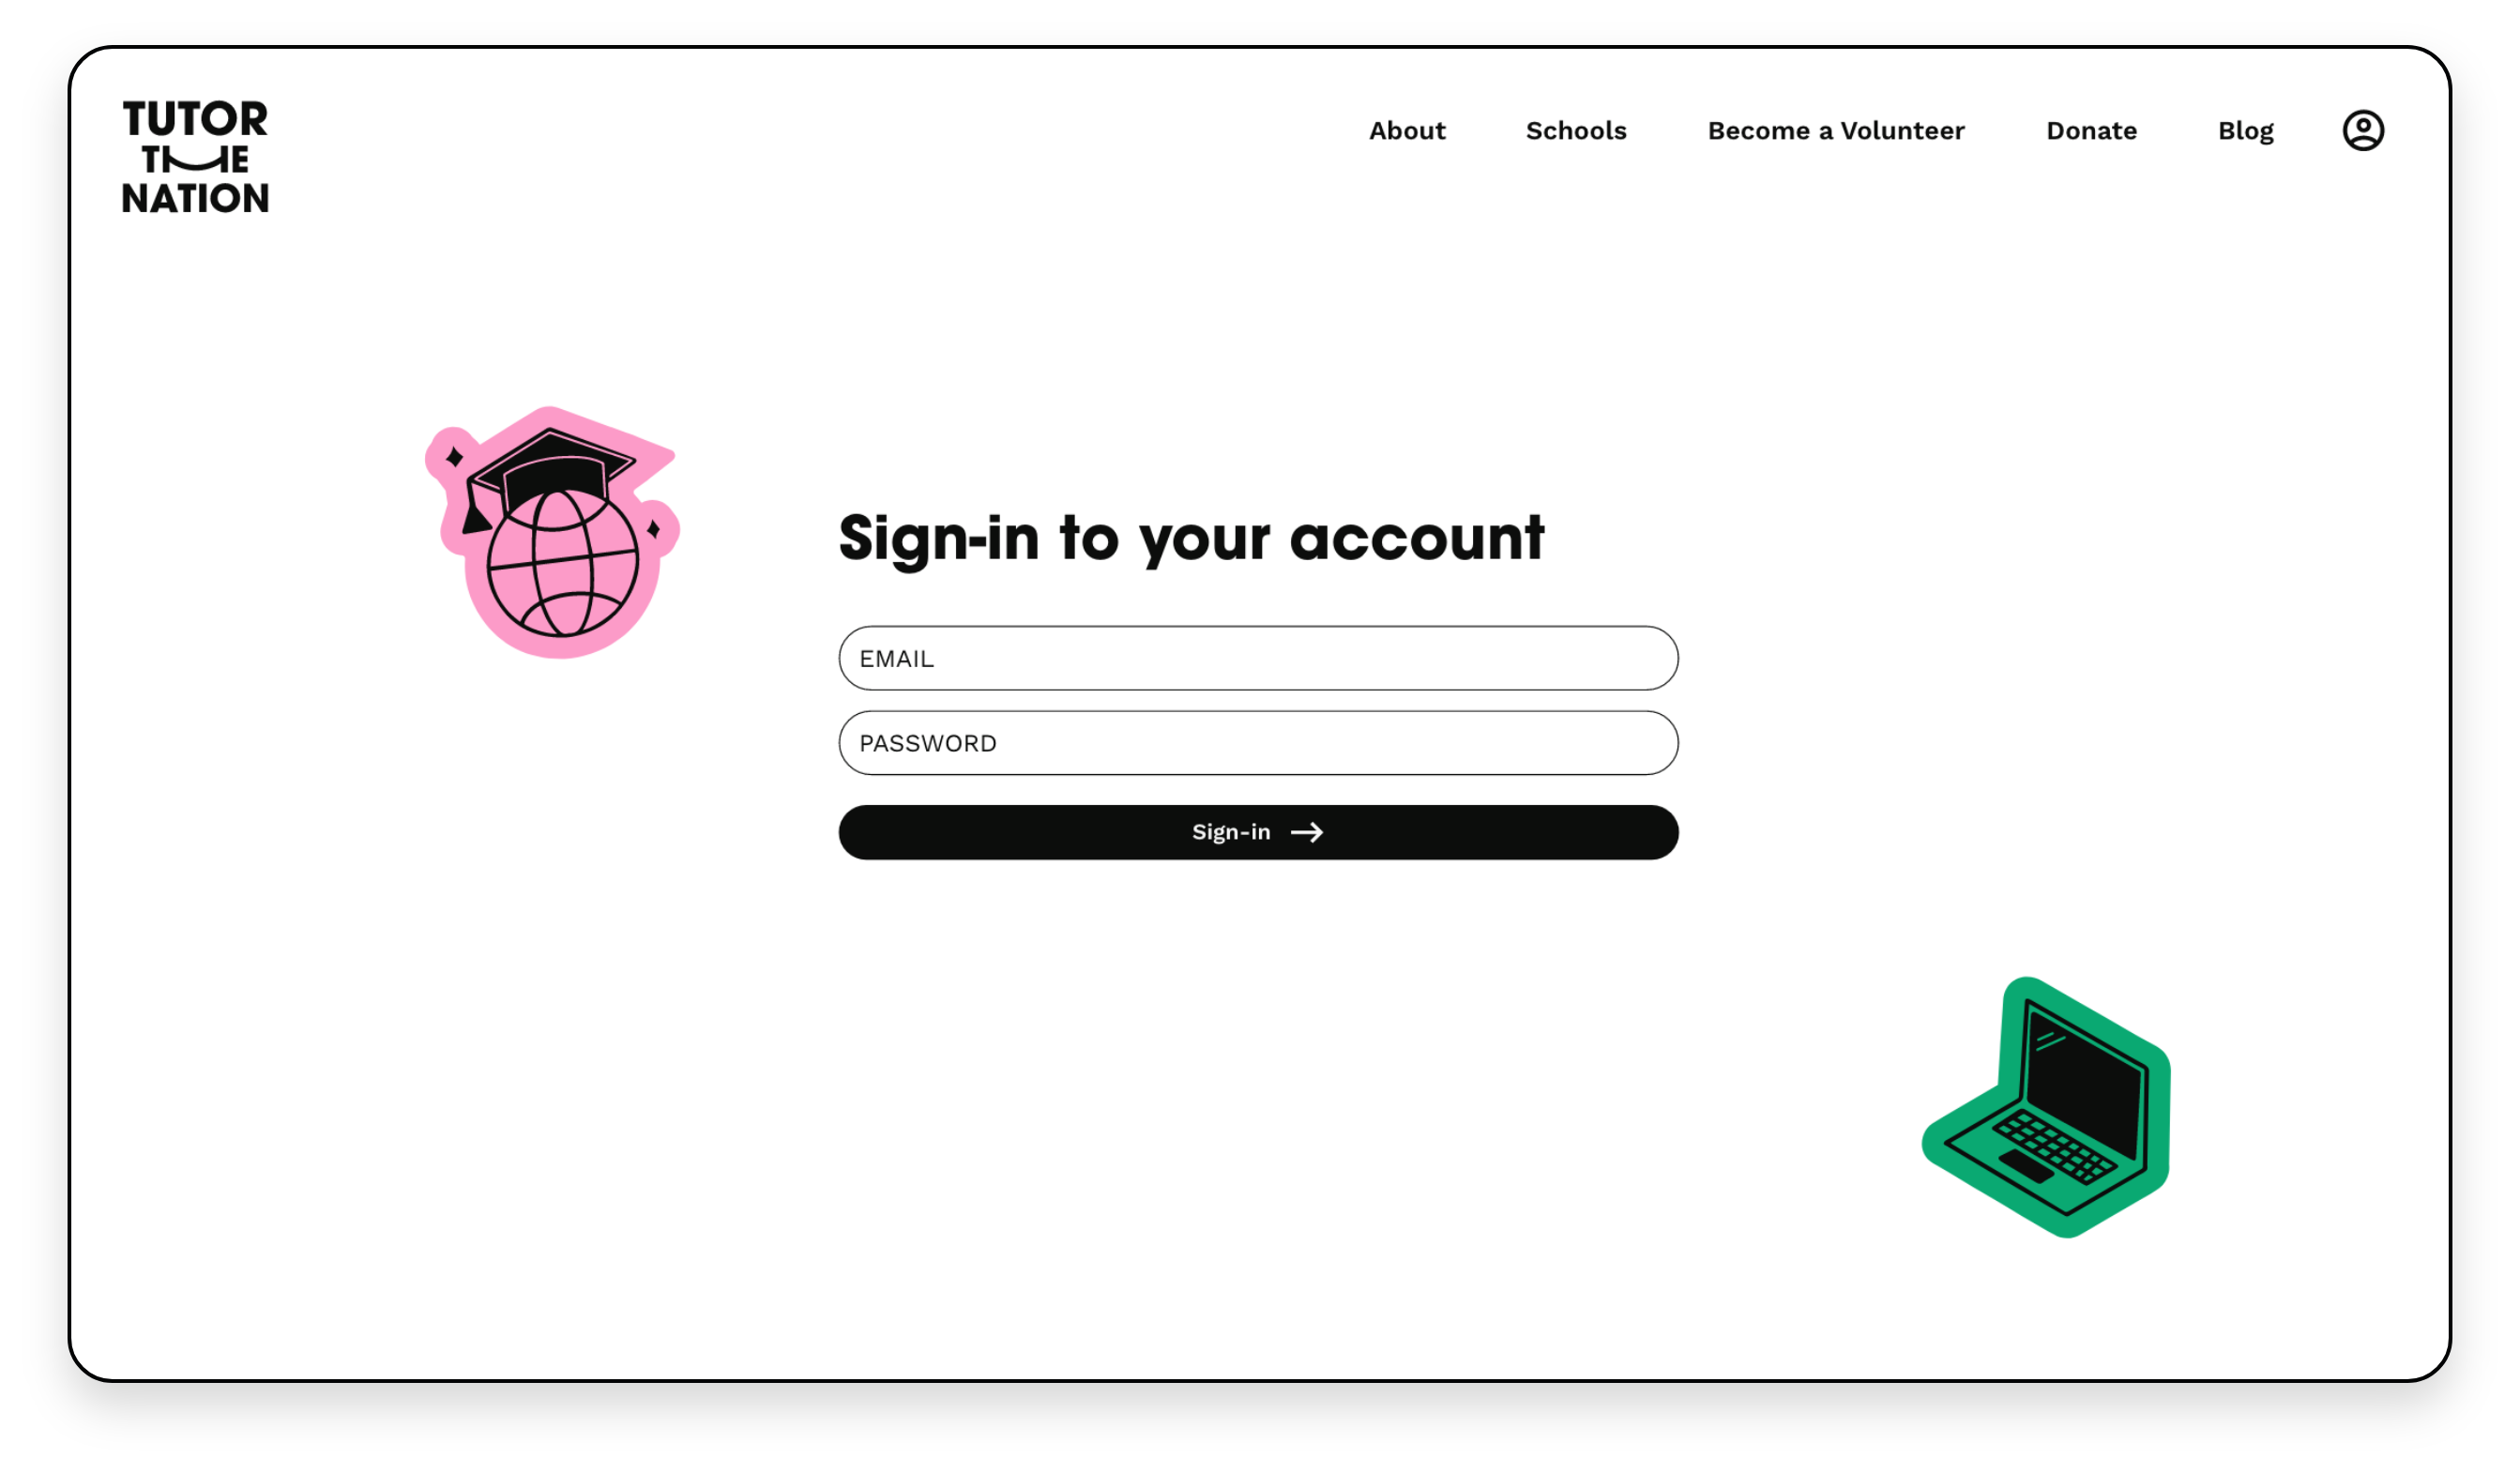 TUTOR
THE
NATION
About Schools Become a Volunteer Donate Blog
Sign-in to your account
EMAIL
PASSWORD
Sign-in →